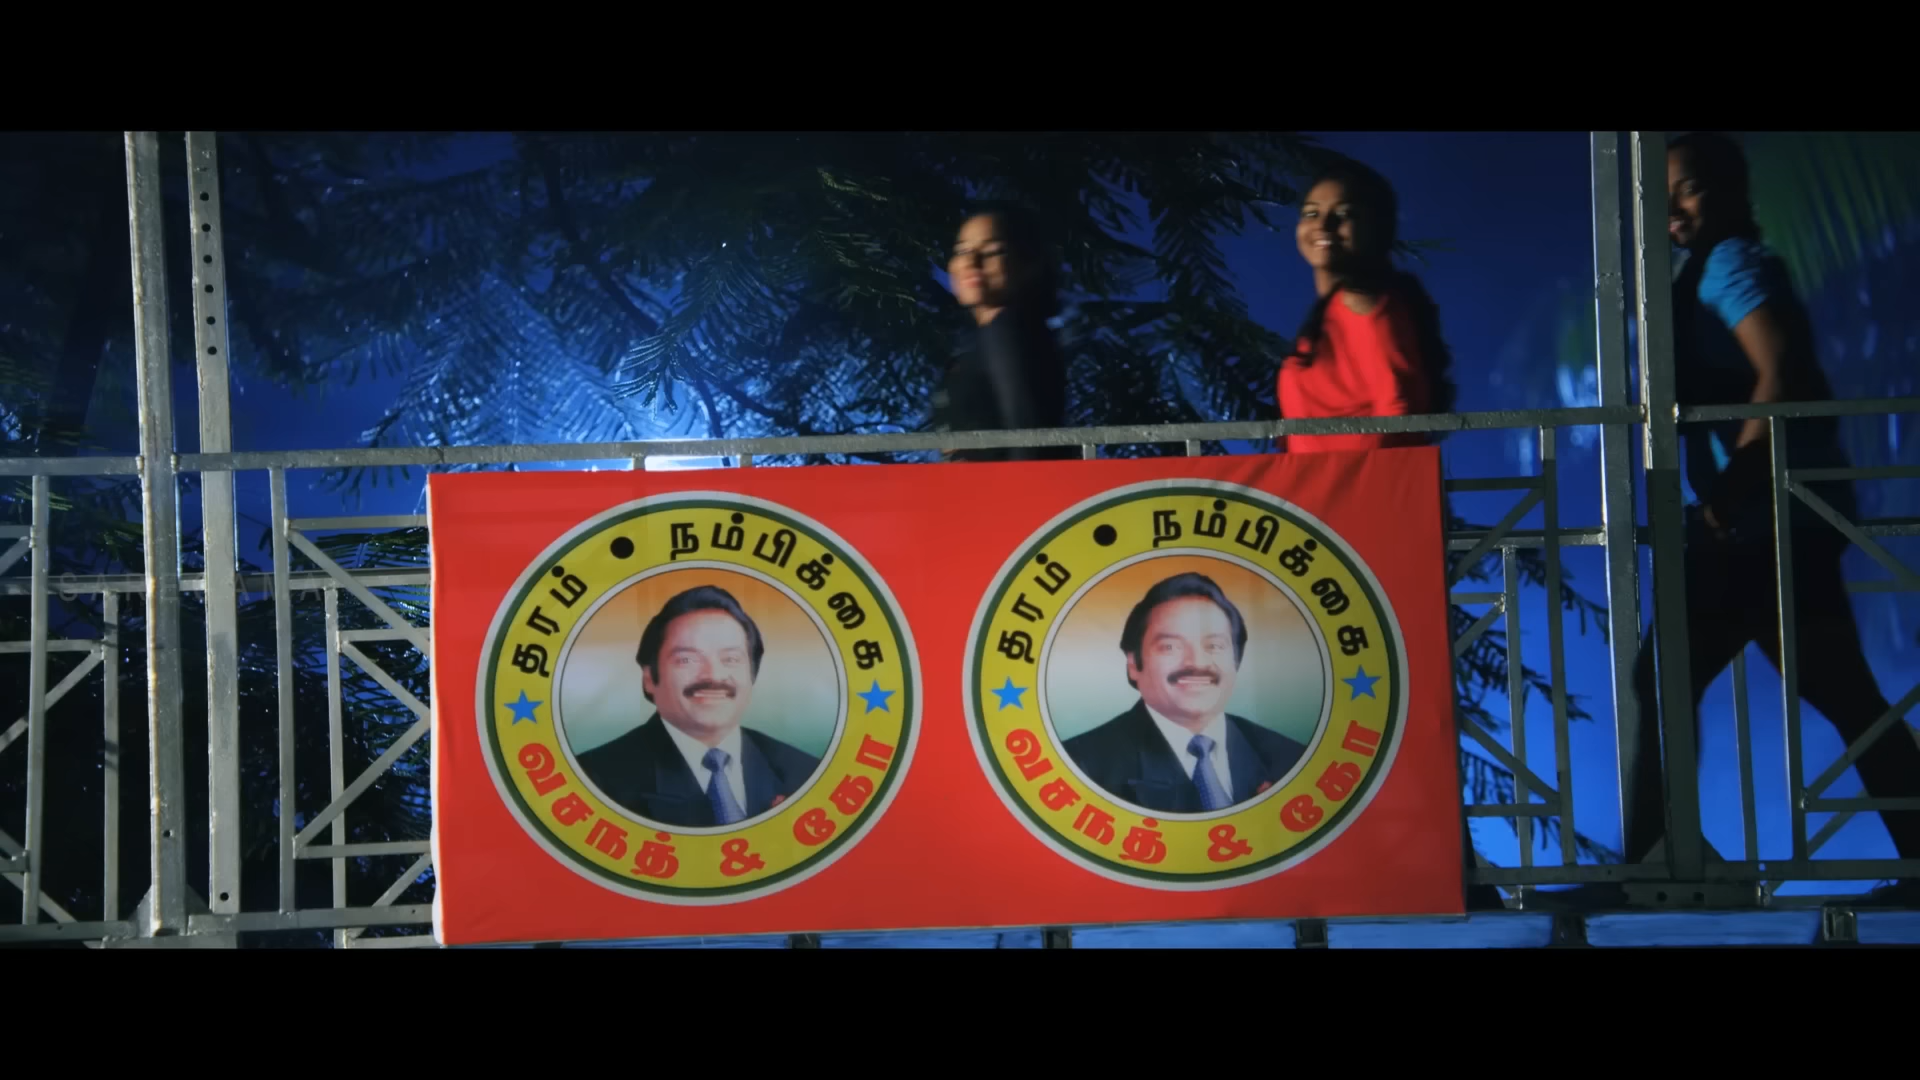 தரம் • நம்பிக்கை
வசந்த் & கோ
தரம் • நம்பிக்கை
வசந்த் & கோ